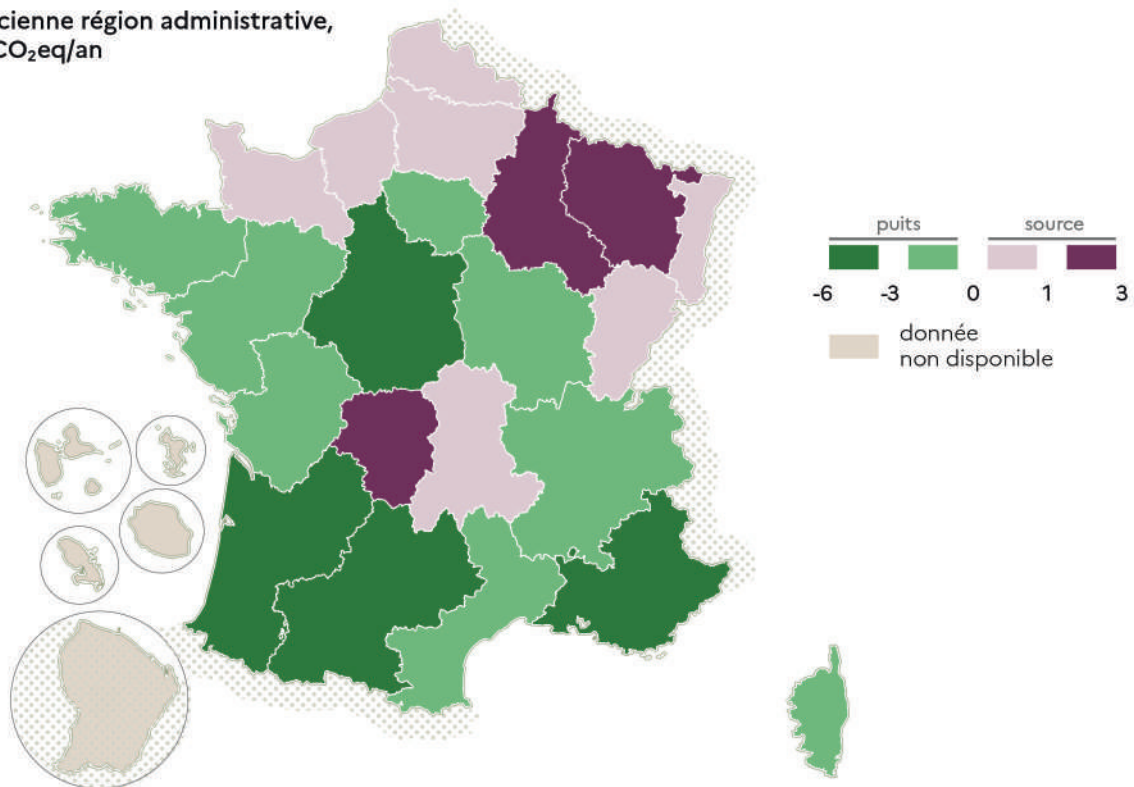 cienne région administrative,
CO₂eq/an
puits source
-6 -3 0 1 3
donnée
non disponible